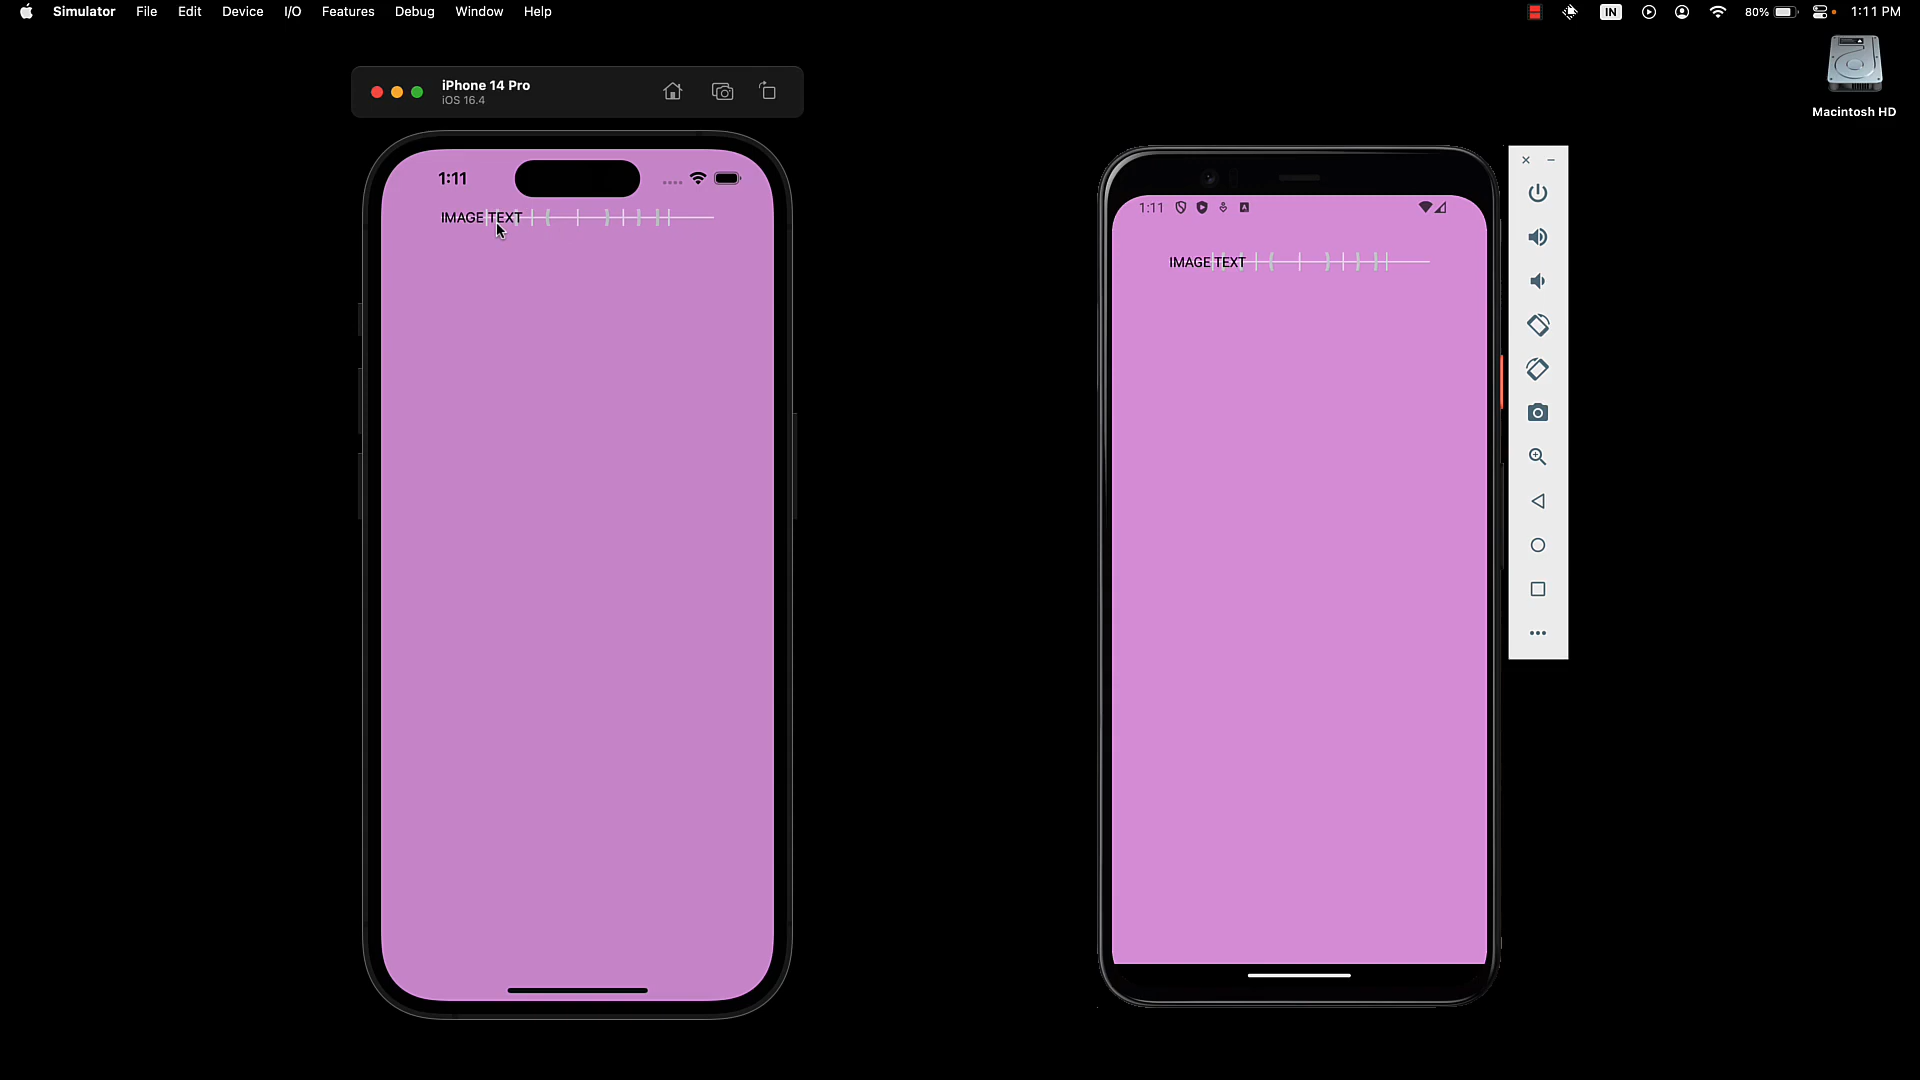 Simulator File Edit Device I/O Features Debug Window Help IN 80% 1:11 PM
Macintosh HD
iPhone 14 Pro
iOS 16.4
1:11
IMAGE TEXT
1:11
IMAGE TEXT